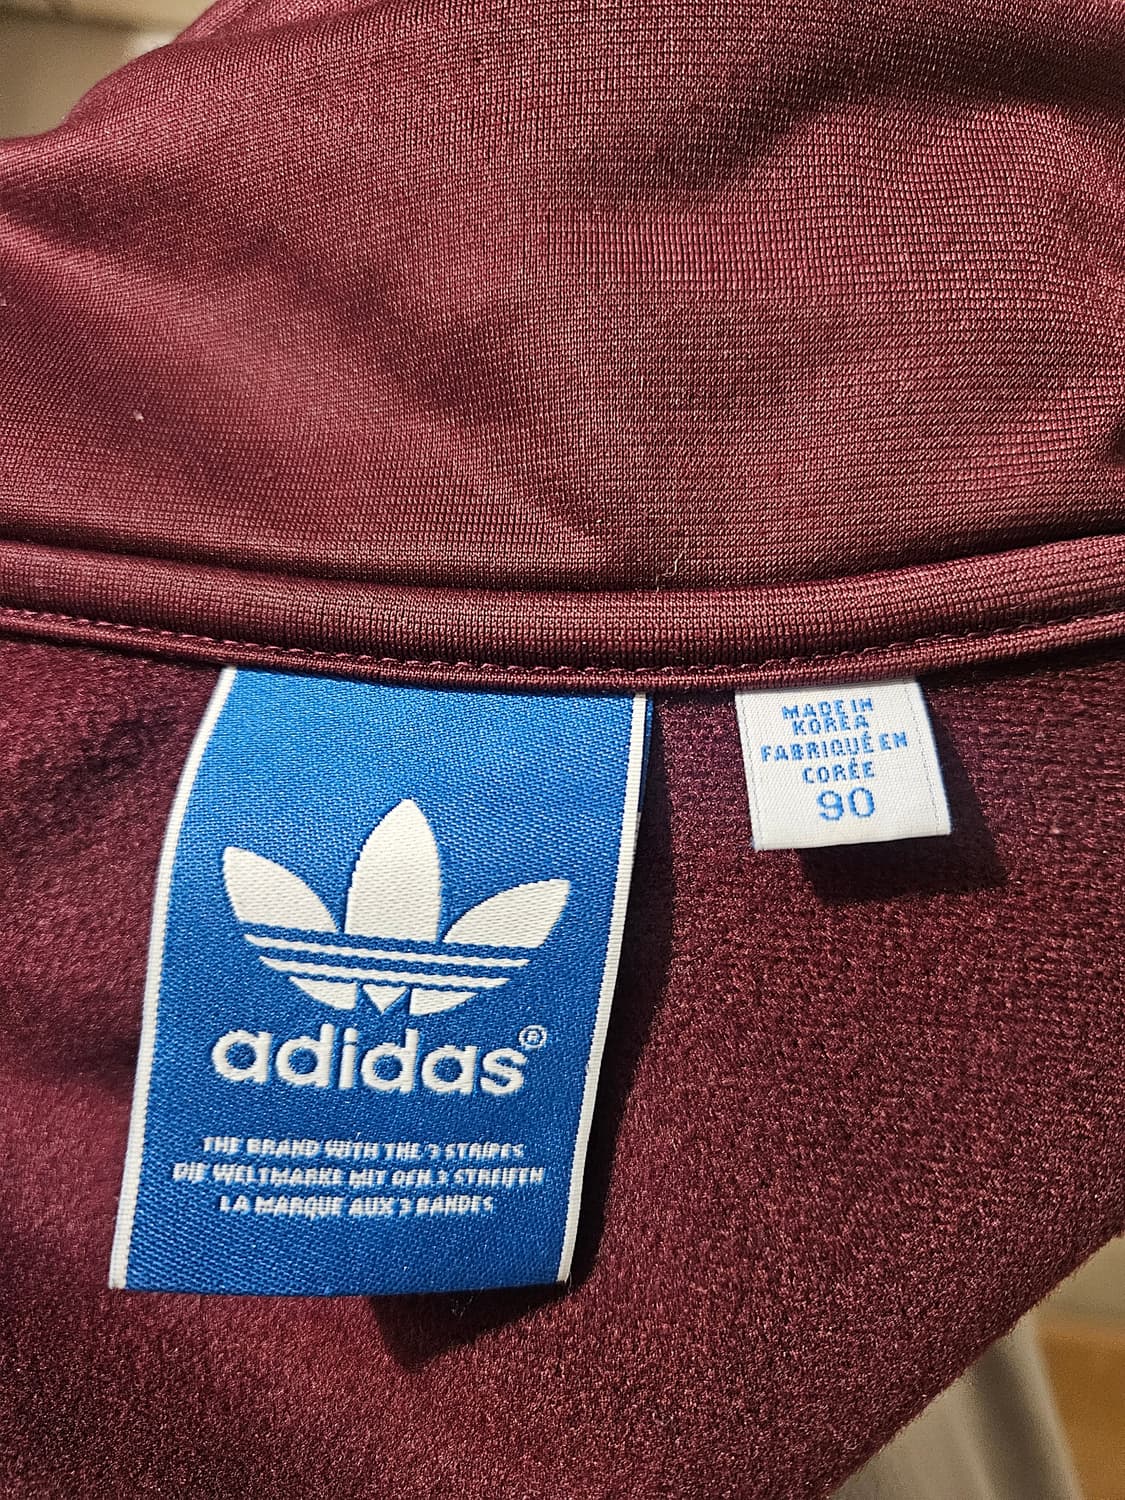 adidas®
THE BRAND WITH THE 3 STRIPES
DIE WELTMARKE MIT DEN 3 STREIFEN
LA MARQUE AUX 3 BANDES
MADE IN
KOREA
FABRIQUÉ EN
CORÉE
90